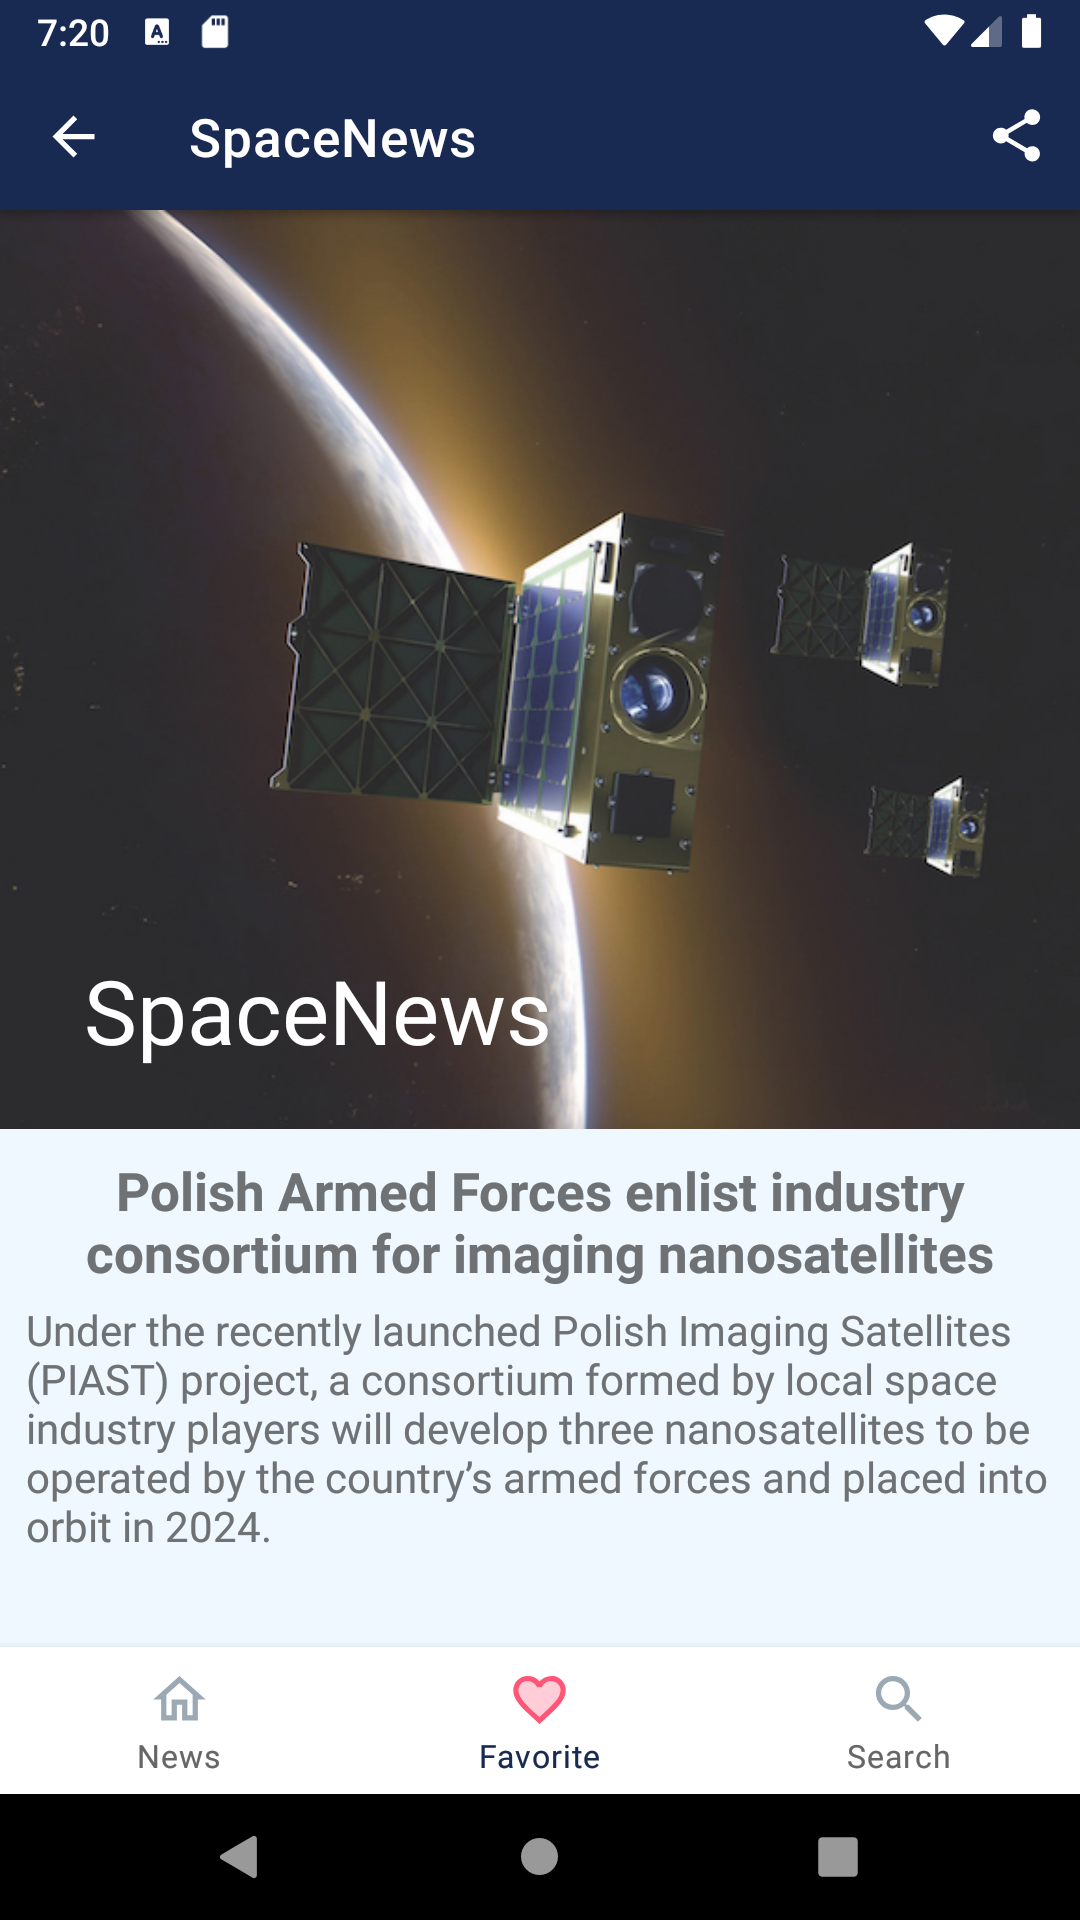 7:20
SpaceNews
SpaceNews
Polish Armed Forces enlist industry
consortium for imaging nanosatellites
Under the recently launched Polish Imaging Satellites
(PIAST) project, a consortium formed by local space
industry players will develop three nanosatellites to be
operated by the country’s armed forces and placed into
orbit in 2024.
News
Favorite
Search